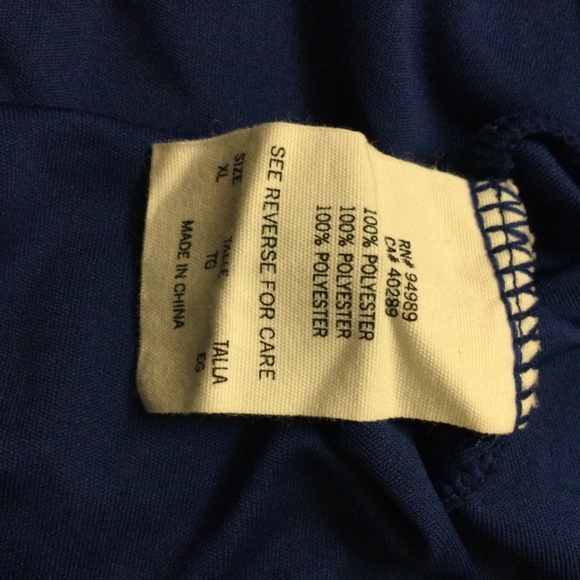 RN# 94989
CA# 40289
100% POLYESTER
100% POLYESTER
100% POLYESTER
SEE REVERSE FOR CARE
SIZE TALLE TALLA
XL TG EG
MADE IN CHINA